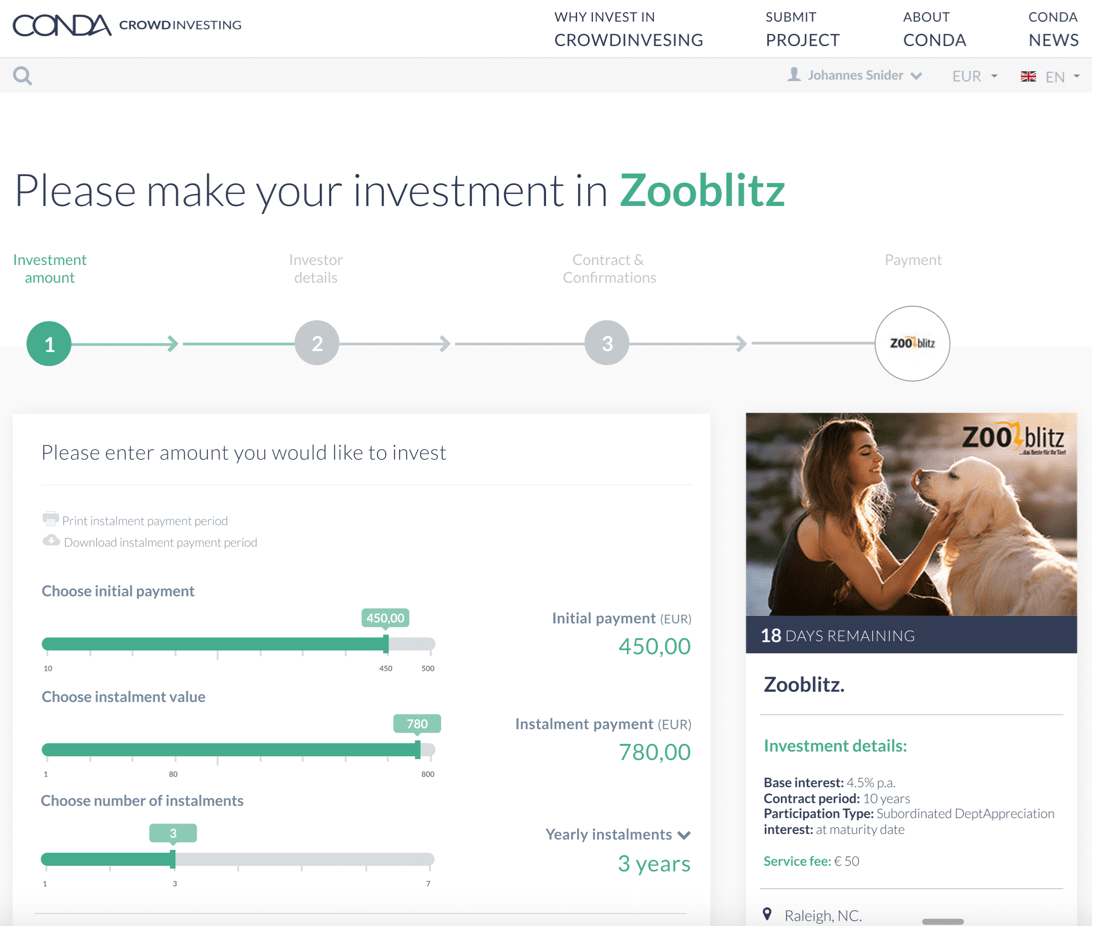 CONDA CROWDINVESTING
WHY INVEST IN
CROWDINVESING
SUBMIT
PROJECT
ABOUT
CONDA
CONDA
NEWS
Johannes Snider
EUR
EN
Please make your investment in Zooblitz
Investment
amount
Investor
details
Contract &
Confirmations
Payment
1
2
3
ZOOblitz
Please enter amount you would like to invest
Print instalment payment period
Download instalment payment period
Choose initial payment
450,00
10 450 500
Initial payment (EUR)
450,00
Choose instalment value
780
1 80 800
Instalment payment (EUR)
780,00
Choose number of instalments
3
1 3 7
Yearly instalments
3 years
ZOOblitz
...das Beste für Ihr Tier!
18 DAYS REMAINING
Zooblitz.
Investment details:
Base interest: 4.5% p.a.
Contract period: 10 years
Participation Type: Subordinated DeptAppreciation
interest: at maturity date
Service fee: € 50
Raleigh, NC.